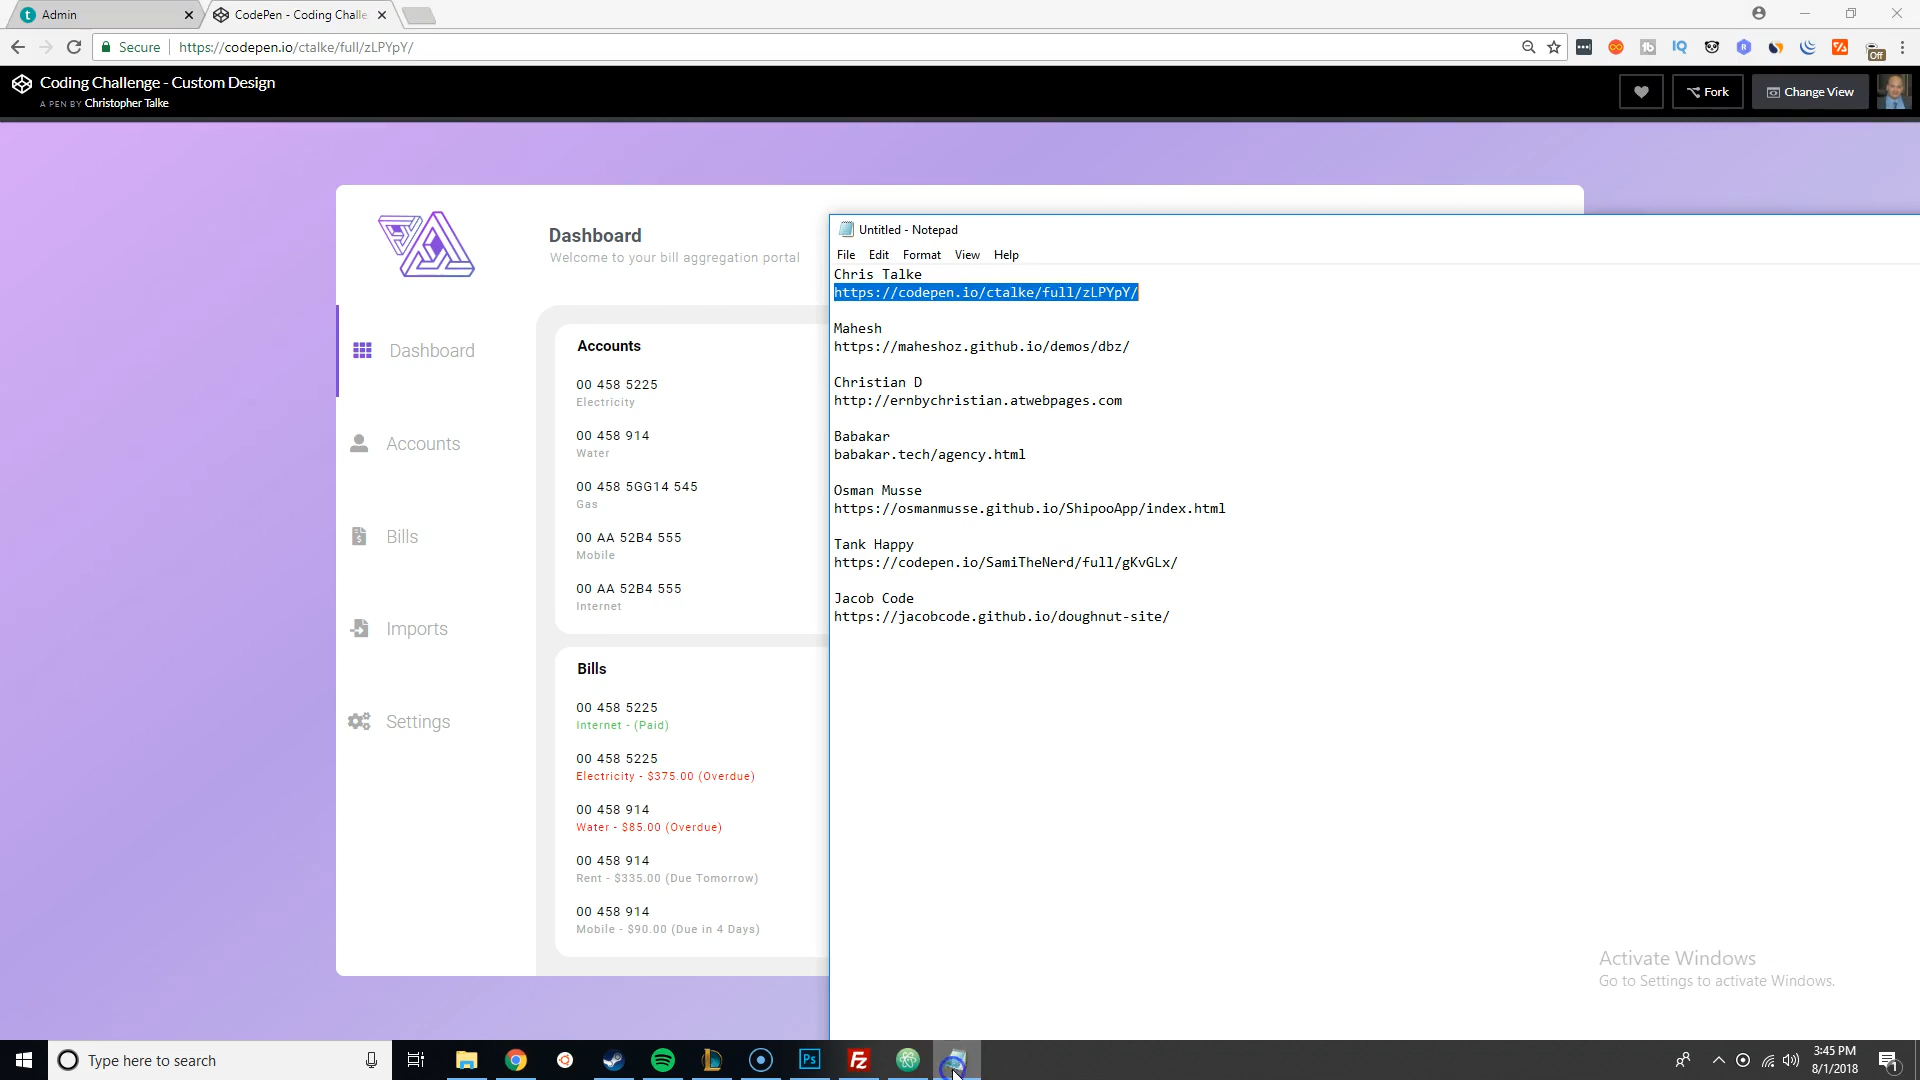 Admin
CodePen - Coding Challe
Secure
https://codepen.io/ctalke/full/zLPYpY/
Off
Coding Challenge - Custom Design
A PEN BY Christopher Talke
Fork
Change View
Dashboard
Welcome to your bill aggregation portal
Dashboard
Accounts
Bills
Imports
Settings
Accounts
00 458 5225
Electricity
00 458 914
Water
00 458 5GG14 545
Gas
00 AA 52B4 555
Mobile
00 AA 52B4 555
Internet
Bills
00 458 5225
Internet - (Paid)
00 458 5225
Electricity - $375.00 (Overdue)
00 458 914
Water - $85.00 (Overdue)
00 458 914
Rent - $335.00 (Due Tomorrow)
00 458 914
Mobile - $90.00 (Due in 4 Days)
Untitled - Notepad
File Edit Format View Help
Chris Talke
https://codepen.io/ctalke/full/zLPYpY/
Mahesh
https://maheshoz.github.io/demos/dbz/
Christian D
http://ernbychristian.atwebpages.com
Babakar
babakar.tech/agency.html
Osman Musse
https://osmanmusse.github.io/ShipooApp/index.html
Tank Happy
https://codepen.io/SamiTheNerd/full/gKvGLx/
Jacob Code
https://jacobcode.github.io/doughnut-site/
Activate Windows
Go to Settings to activate Windows.
Type here to search
Ps
Fz
3:45 PM
8/1/2018
1